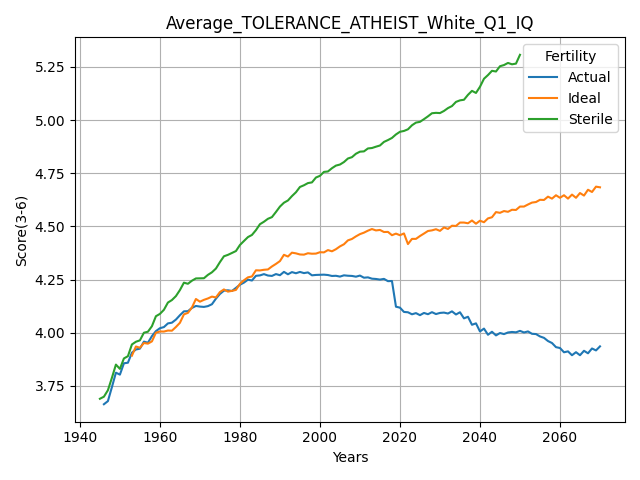 Average_TOLERANCE_ATHEIST_White_Q1_IQ
Fertility
Actual
Ideal
Sterile
Score(3-6)
5.25
5.00
4.75
4.50
4.25
4.00
3.75
1940 1960 1980 2000 2020 2040 2060
Years